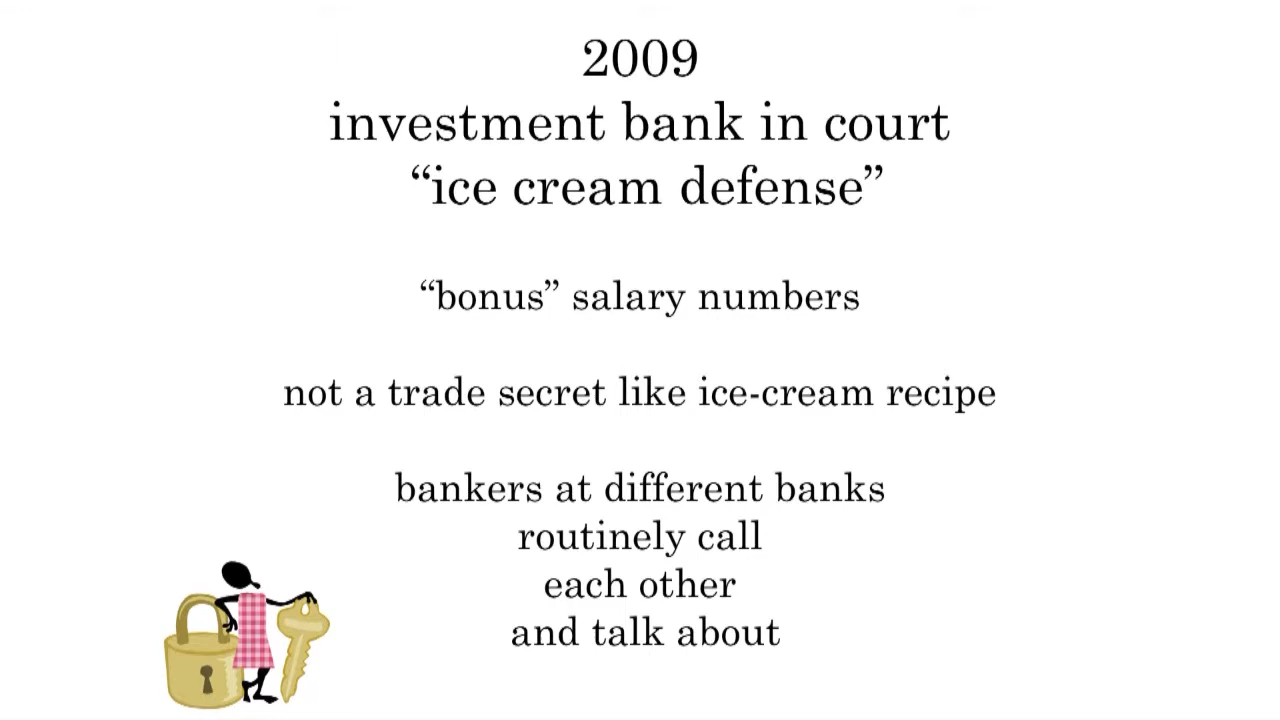 2009
investment bank in court
“ice cream defense”
“bonus” salary numbers
not a trade secret like ice-cream recipe
bankers at different banks
routinely call
each other
and talk about